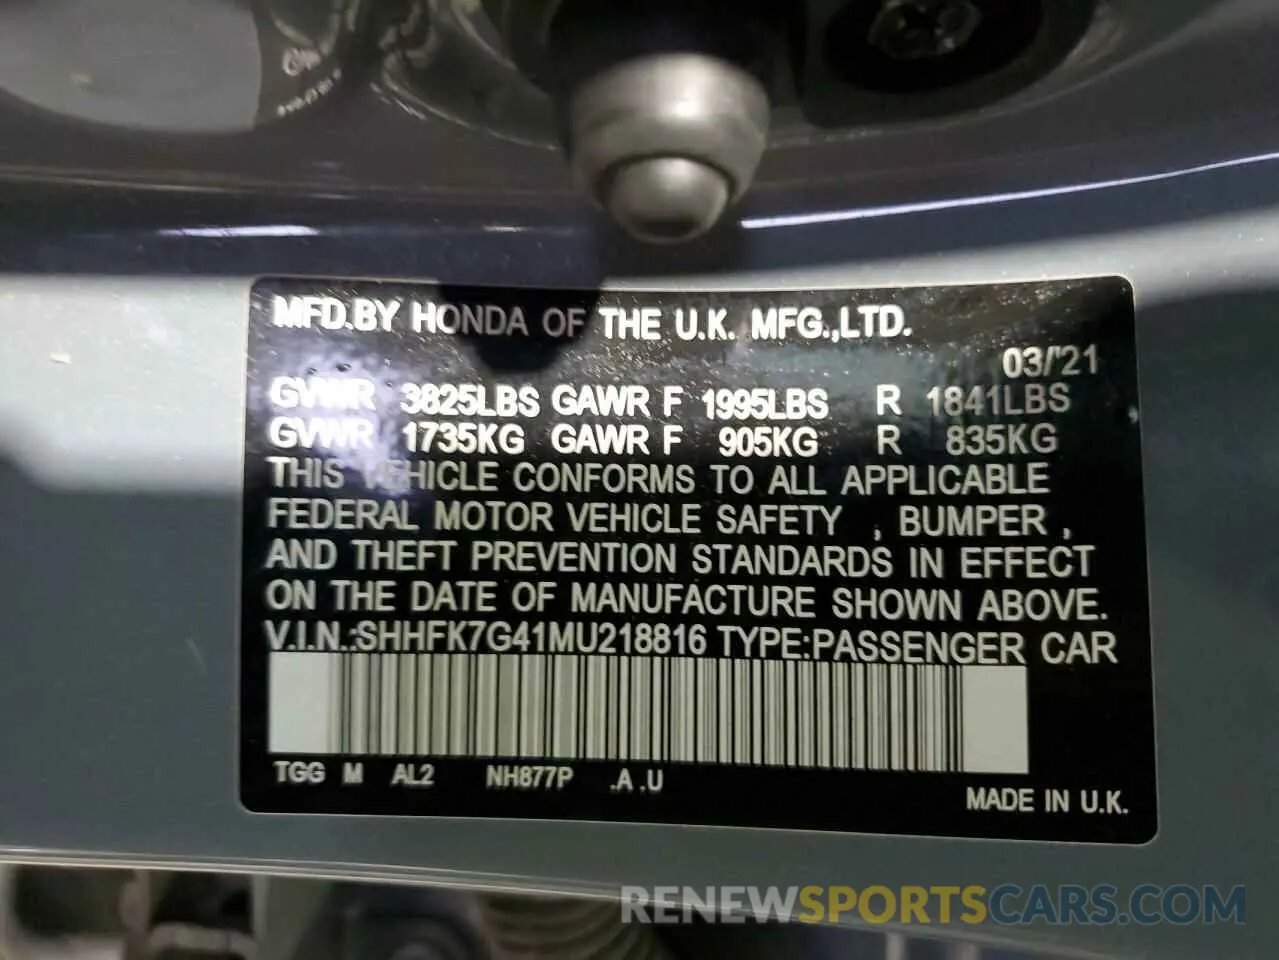 MFD.BY HONDA OF THE U.K. MFG.,LTD.
03/'21
GVWR 3825LBS GAWR F 1995LBS R 1841LBS
GVWR 1735KG GAWR F 905KG R 835KG
THIS VEHICLE CONFORMS TO ALL APPLICABLE
FEDERAL MOTOR VEHICLE SAFETY , BUMPER ,
AND THEFT PREVENTION STANDARDS IN EFFECT
ON THE DATE OF MANUFACTURE SHOWN ABOVE.
V.I.N.:SHHFK7G41MU218816 TYPE:PASSENGER CAR
TGG M AL2 NH877P .A .U
MADE IN U.K.
RENEWSPORTSCARS.COM